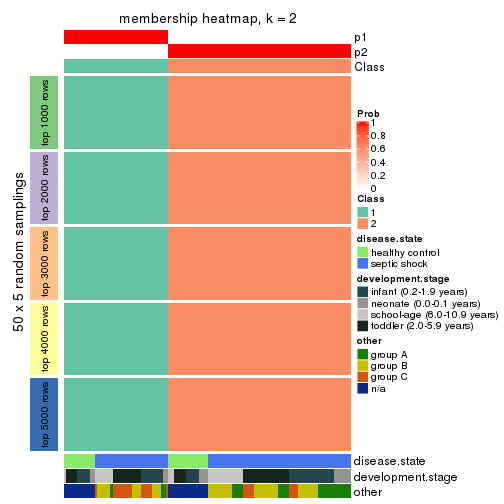 membership heatmap, k = 2
p1
p2
Class
50 x 5 random samplings
top 1000 rows
top 2000 rows
top 3000 rows
top 4000 rows
top 5000 rows
Prob
1
0.8
0.6
0.4
0.2
0
Class
1
2
disease.state
healthy control
septic shock
development.stage
infant (0.2-1.9 years)
neonate (0.0-0.1 years)
school-age (6.0-10.9 years)
toddler (2.0-5.9 years)
other
group A
group B
group C
n/a
disease.state
development.stage
other